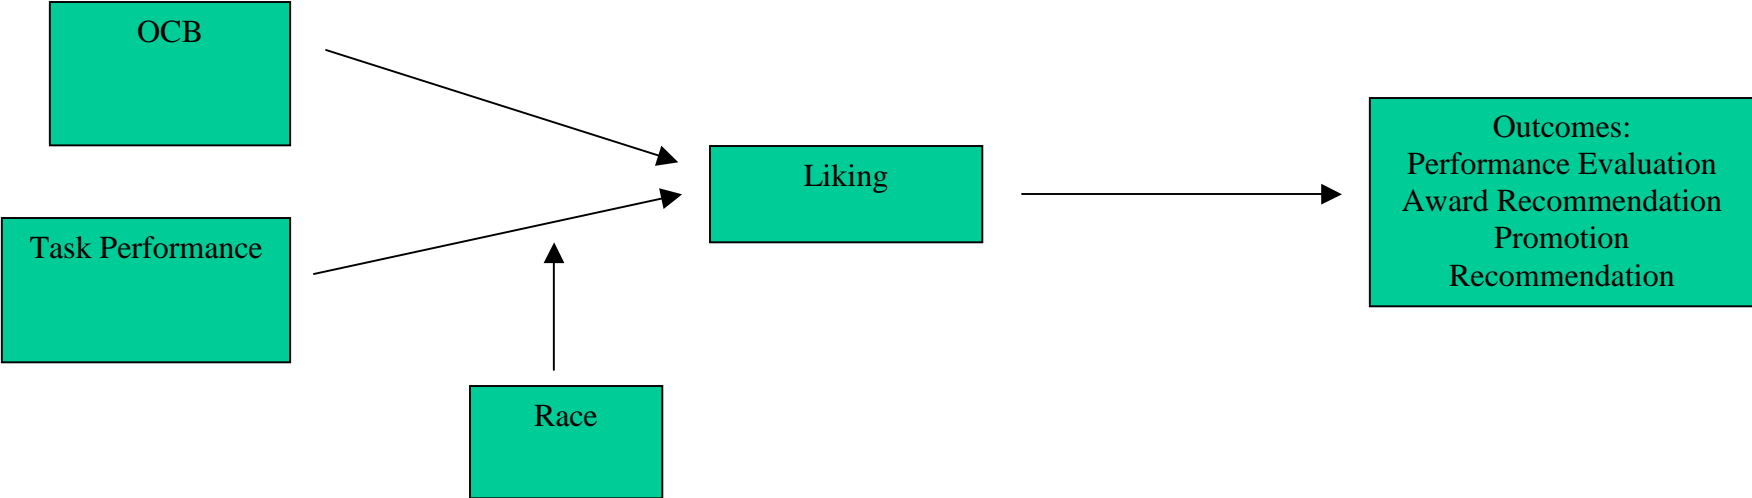 OCB
Task Performance
Race
Liking
Outcomes:
Performance Evaluation
Award Recommendation
Promotion
Recommendation